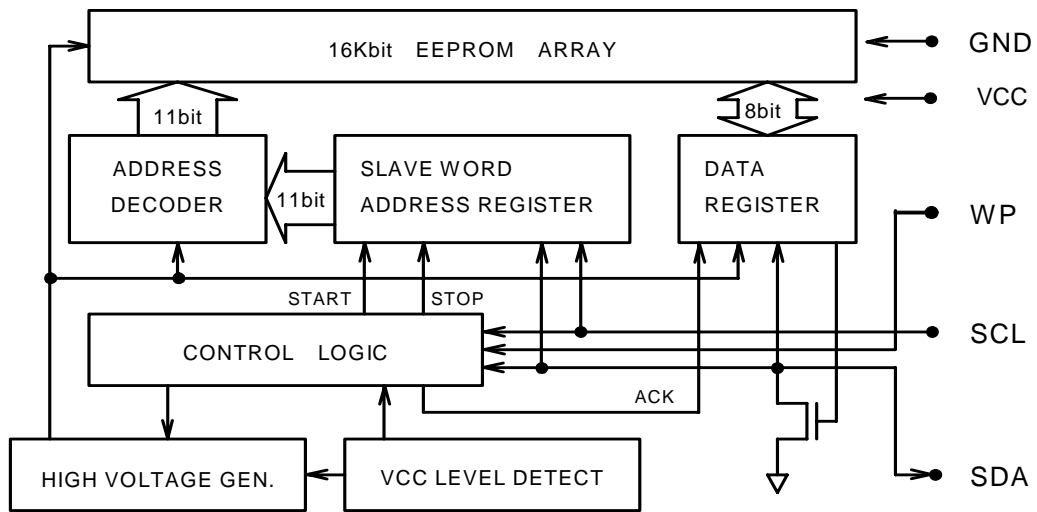 16Kbit EEPROM ARRAY
GND
VCC
11bit
8bit
ADDRESS
DECODER
11bit
SLAVE WORD
ADDRESS REGISTER
DATA
REGISTER
WP
START
STOP
SCL
CONTROL LOGIC
ACK
HIGH VOLTAGE GEN.
VCC LEVEL DETECT
SDA